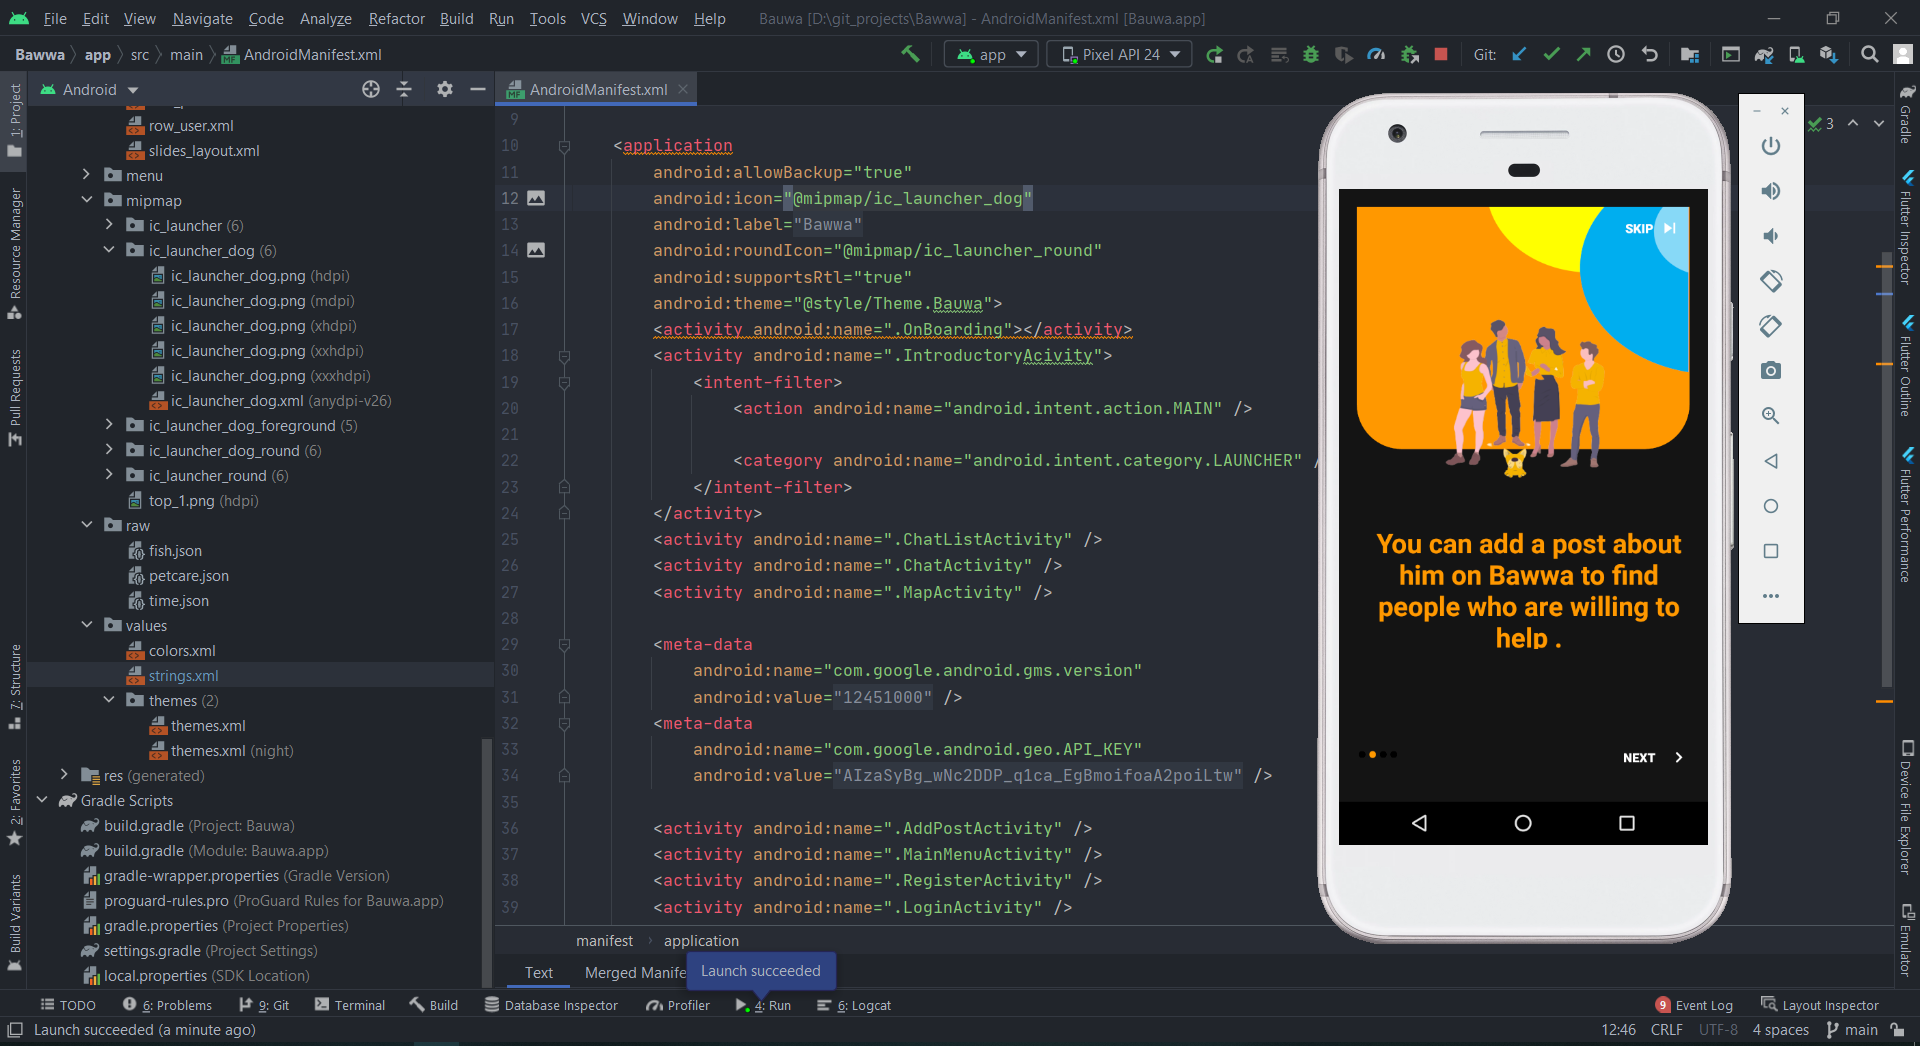 File Edit View Navigate Code Analyze Refactor Build Run Tools VCS Window Help Bauwa [D:\git_projects\Bawwa] - AndroidManifest.xml [Bauwa.app]
Bawwa app src main AndroidManifest.xml app Pixel API 24 Git:
Android AndroidManifest.xml
1: Project
Resource Manager
Pull Requests
7: Structure
2: Favorites
Build Variants
row_user.xml
slides_layout.xml
menu
mipmap
ic_launcher (6)
ic_launcher_dog (6)
ic_launcher_dog.png (hdpi)
ic_launcher_dog.png (mdpi)
ic_launcher_dog.png (xhdpi)
ic_launcher_dog.png (xxhdpi)
ic_launcher_dog.png (xxxhdpi)
ic_launcher_dog.xml (anydpi-v26)
ic_launcher_dog_foreground (5)
ic_launcher_dog_round (6)
ic_launcher_round (6)
top_1.png (hdpi)
raw
fish.json
petcare.json
time.json
values
colors.xml
strings.xml
themes (2)
themes.xml
themes.xml (night)
res (generated)
Gradle Scripts
build.gradle (Project: Bauwa)
build.gradle (Module: Bauwa.app)
gradle-wrapper.properties (Gradle Version)
proguard-rules.pro (ProGuard Rules for Bauwa.app)
gradle.properties (Project Properties)
settings.gradle (Project Settings)
local.properties (SDK Location)
9
10 <application
11 android:allowBackup="true"
12 android:icon="@mipmap/ic_launcher_dog"
13 android:label="Bawwa"
14 android:roundIcon="@mipmap/ic_launcher_round"
15 android:supportsRtl="true"
16 android:theme="@style/Theme.Bauwa">
17 <activity android:name=".OnBoarding"></activity>
18 <activity android:name=".IntroductoryAcivity">
19 <intent-filter>
20 <action android:name="android.intent.action.MAIN" />
21
22 <category android:name="android.intent.category.LAUNCHER" /
23 </intent-filter>
24 </activity>
25 <activity android:name=".ChatListActivity" />
26 <activity android:name=".ChatActivity" />
27 <activity android:name=".MapActivity" />
28
29 <meta-data
30 android:name="com.google.android.gms.version"
31 android:value="12451000" />
32 <meta-data
33 android:name="com.google.android.geo.API_KEY"
34 android:value="AIzaSyBg_wNc2DDP_q1ca_EgBmoifoaA2poiLtw" />
35
36 <activity android:name=".AddPostActivity" />
37 <activity android:name=".MainMenuActivity" />
38 <activity android:name=".RegisterActivity" />
39 <activity android:name=".LoginActivity" />
manifest application
Text Merged Manife
Launch succeeded
SKIP
You can add a post about
him on Bawwa to find
people who are willing to
help .
NEXT
3
Gradle
Flutter Inspector
Flutter Outline
Flutter Performance
Device File Explorer
Emulator
TODO 6: Problems 9: Git Terminal Build Database Inspector Profiler 4: Run 6: Logcat 9 Event Log Layout Inspector
Launch succeeded (a minute ago) 12:46 CRLF UTF-8 4 spaces main